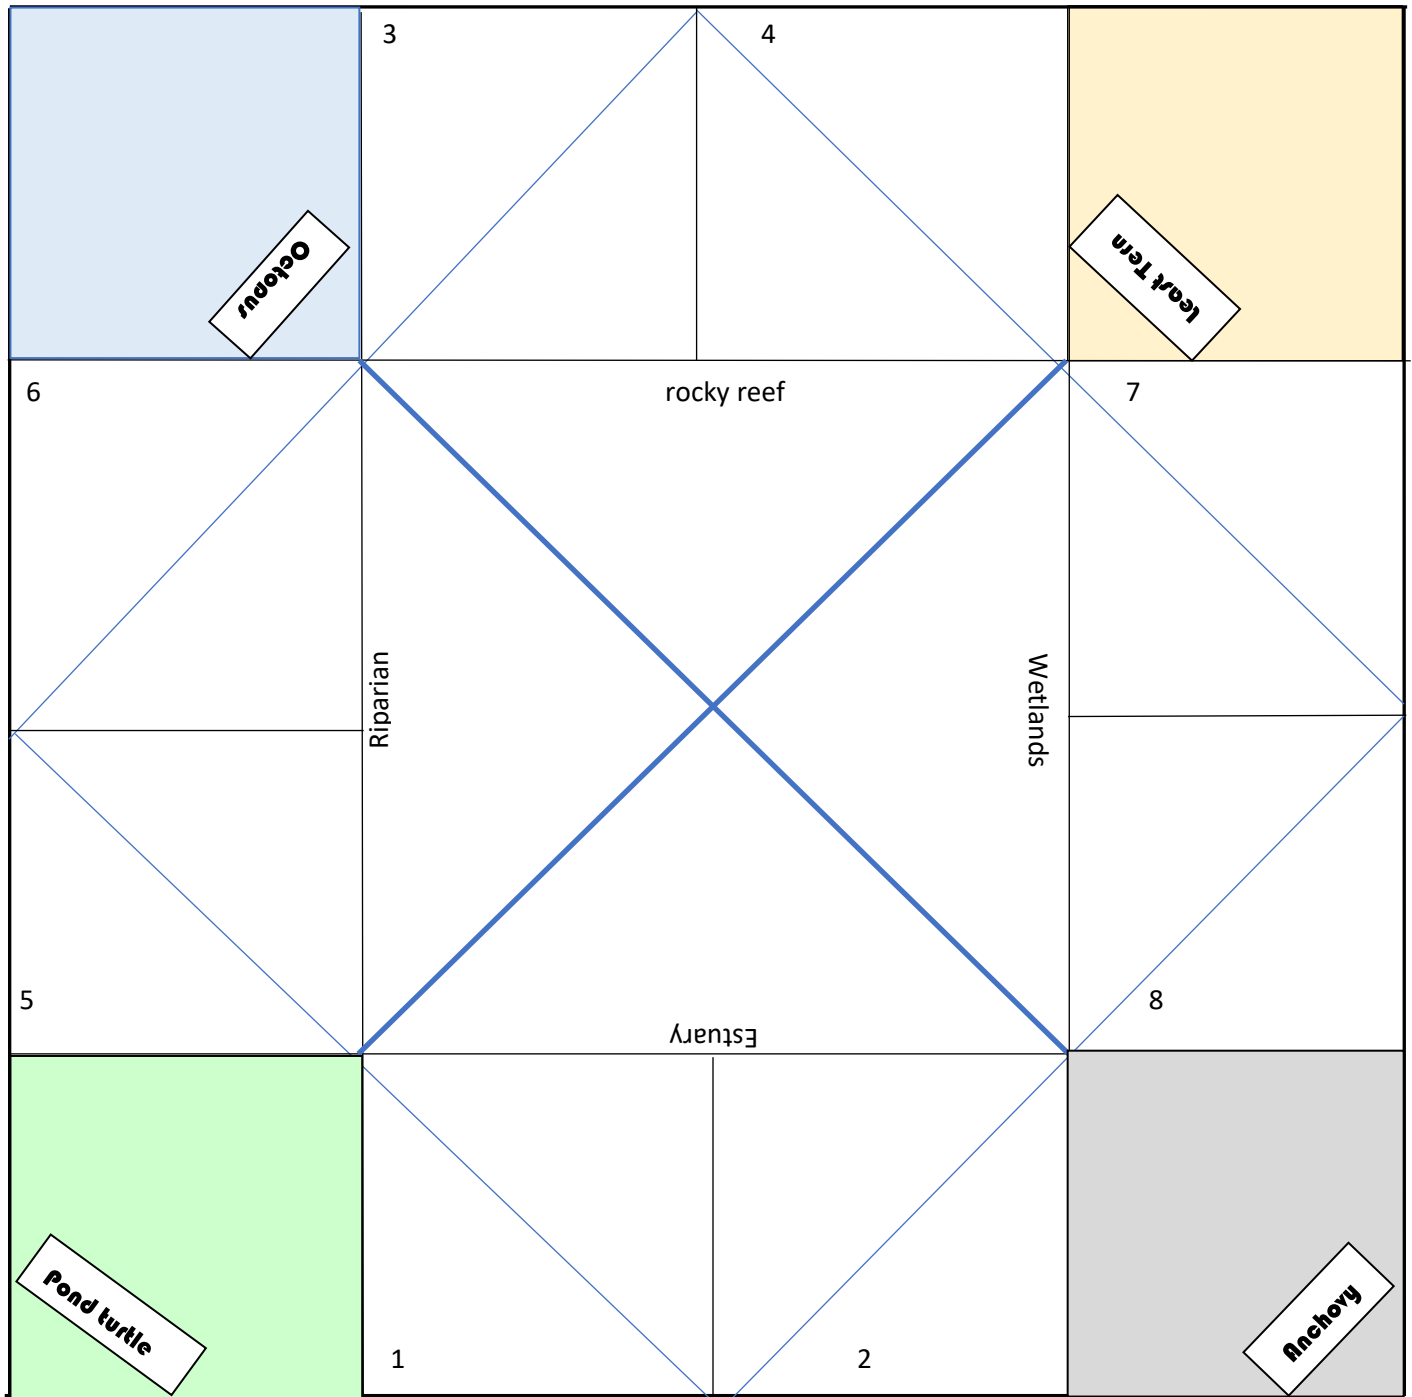 3
4
Octopus
Least Tern
6
rocky reef
7
Riparian
Wetlands
5
8
Estuary
Pond turtle
Anchovy
1
2